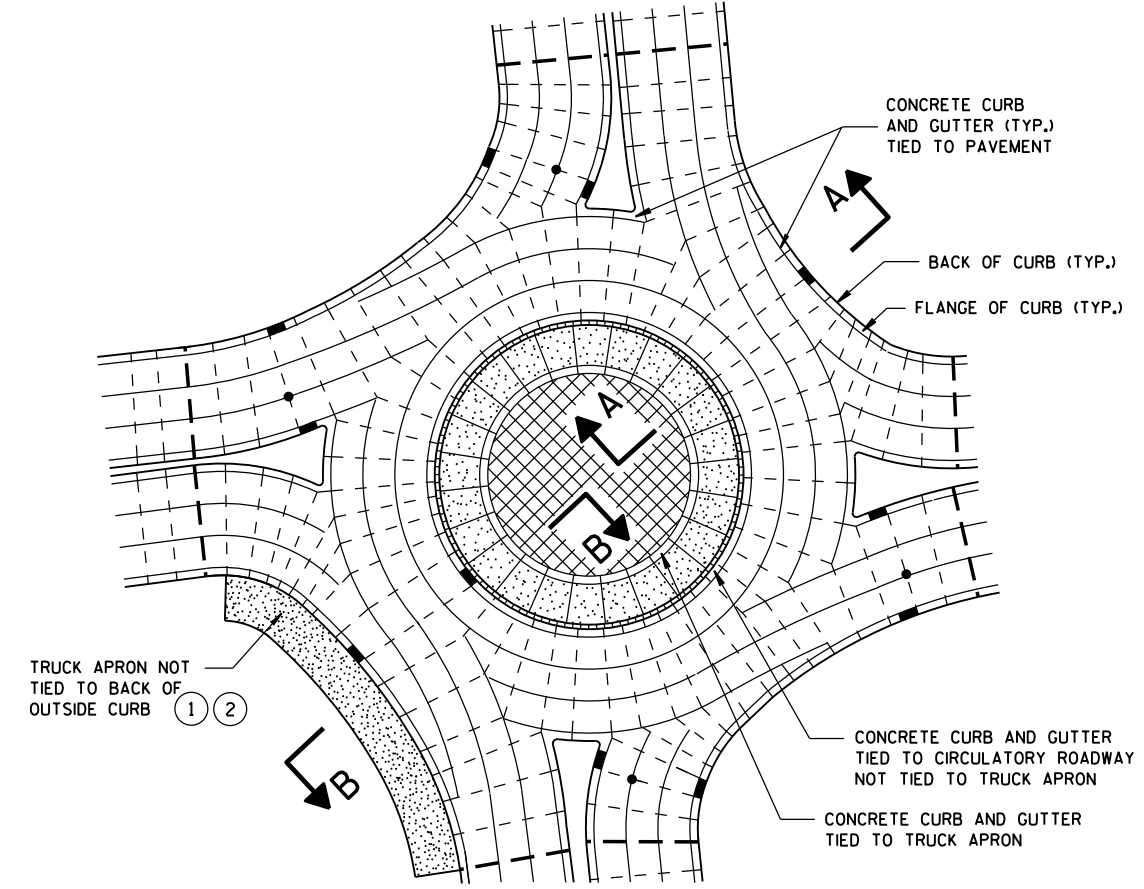 CONCRETE CURB
AND GUTTER (TYP.)
TIED TO PAVEMENT
A
BACK OF CURB (TYP.)
FLANGE OF CURB (TYP.)
A
B
TRUCK APRON NOT
TIED TO BACK OF
OUTSIDE CURB 1 2
B
CONCRETE CURB AND GUTTER
TIED TO CIRCULATORY ROADWAY
NOT TIED TO TRUCK APRON
CONCRETE CURB AND GUTTER
TIED TO TRUCK APRON